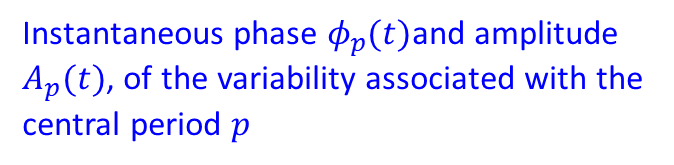 Instantaneous phase ϕₚ(t)and amplitude
Aₚ(t), of the variability associated with the
central period p